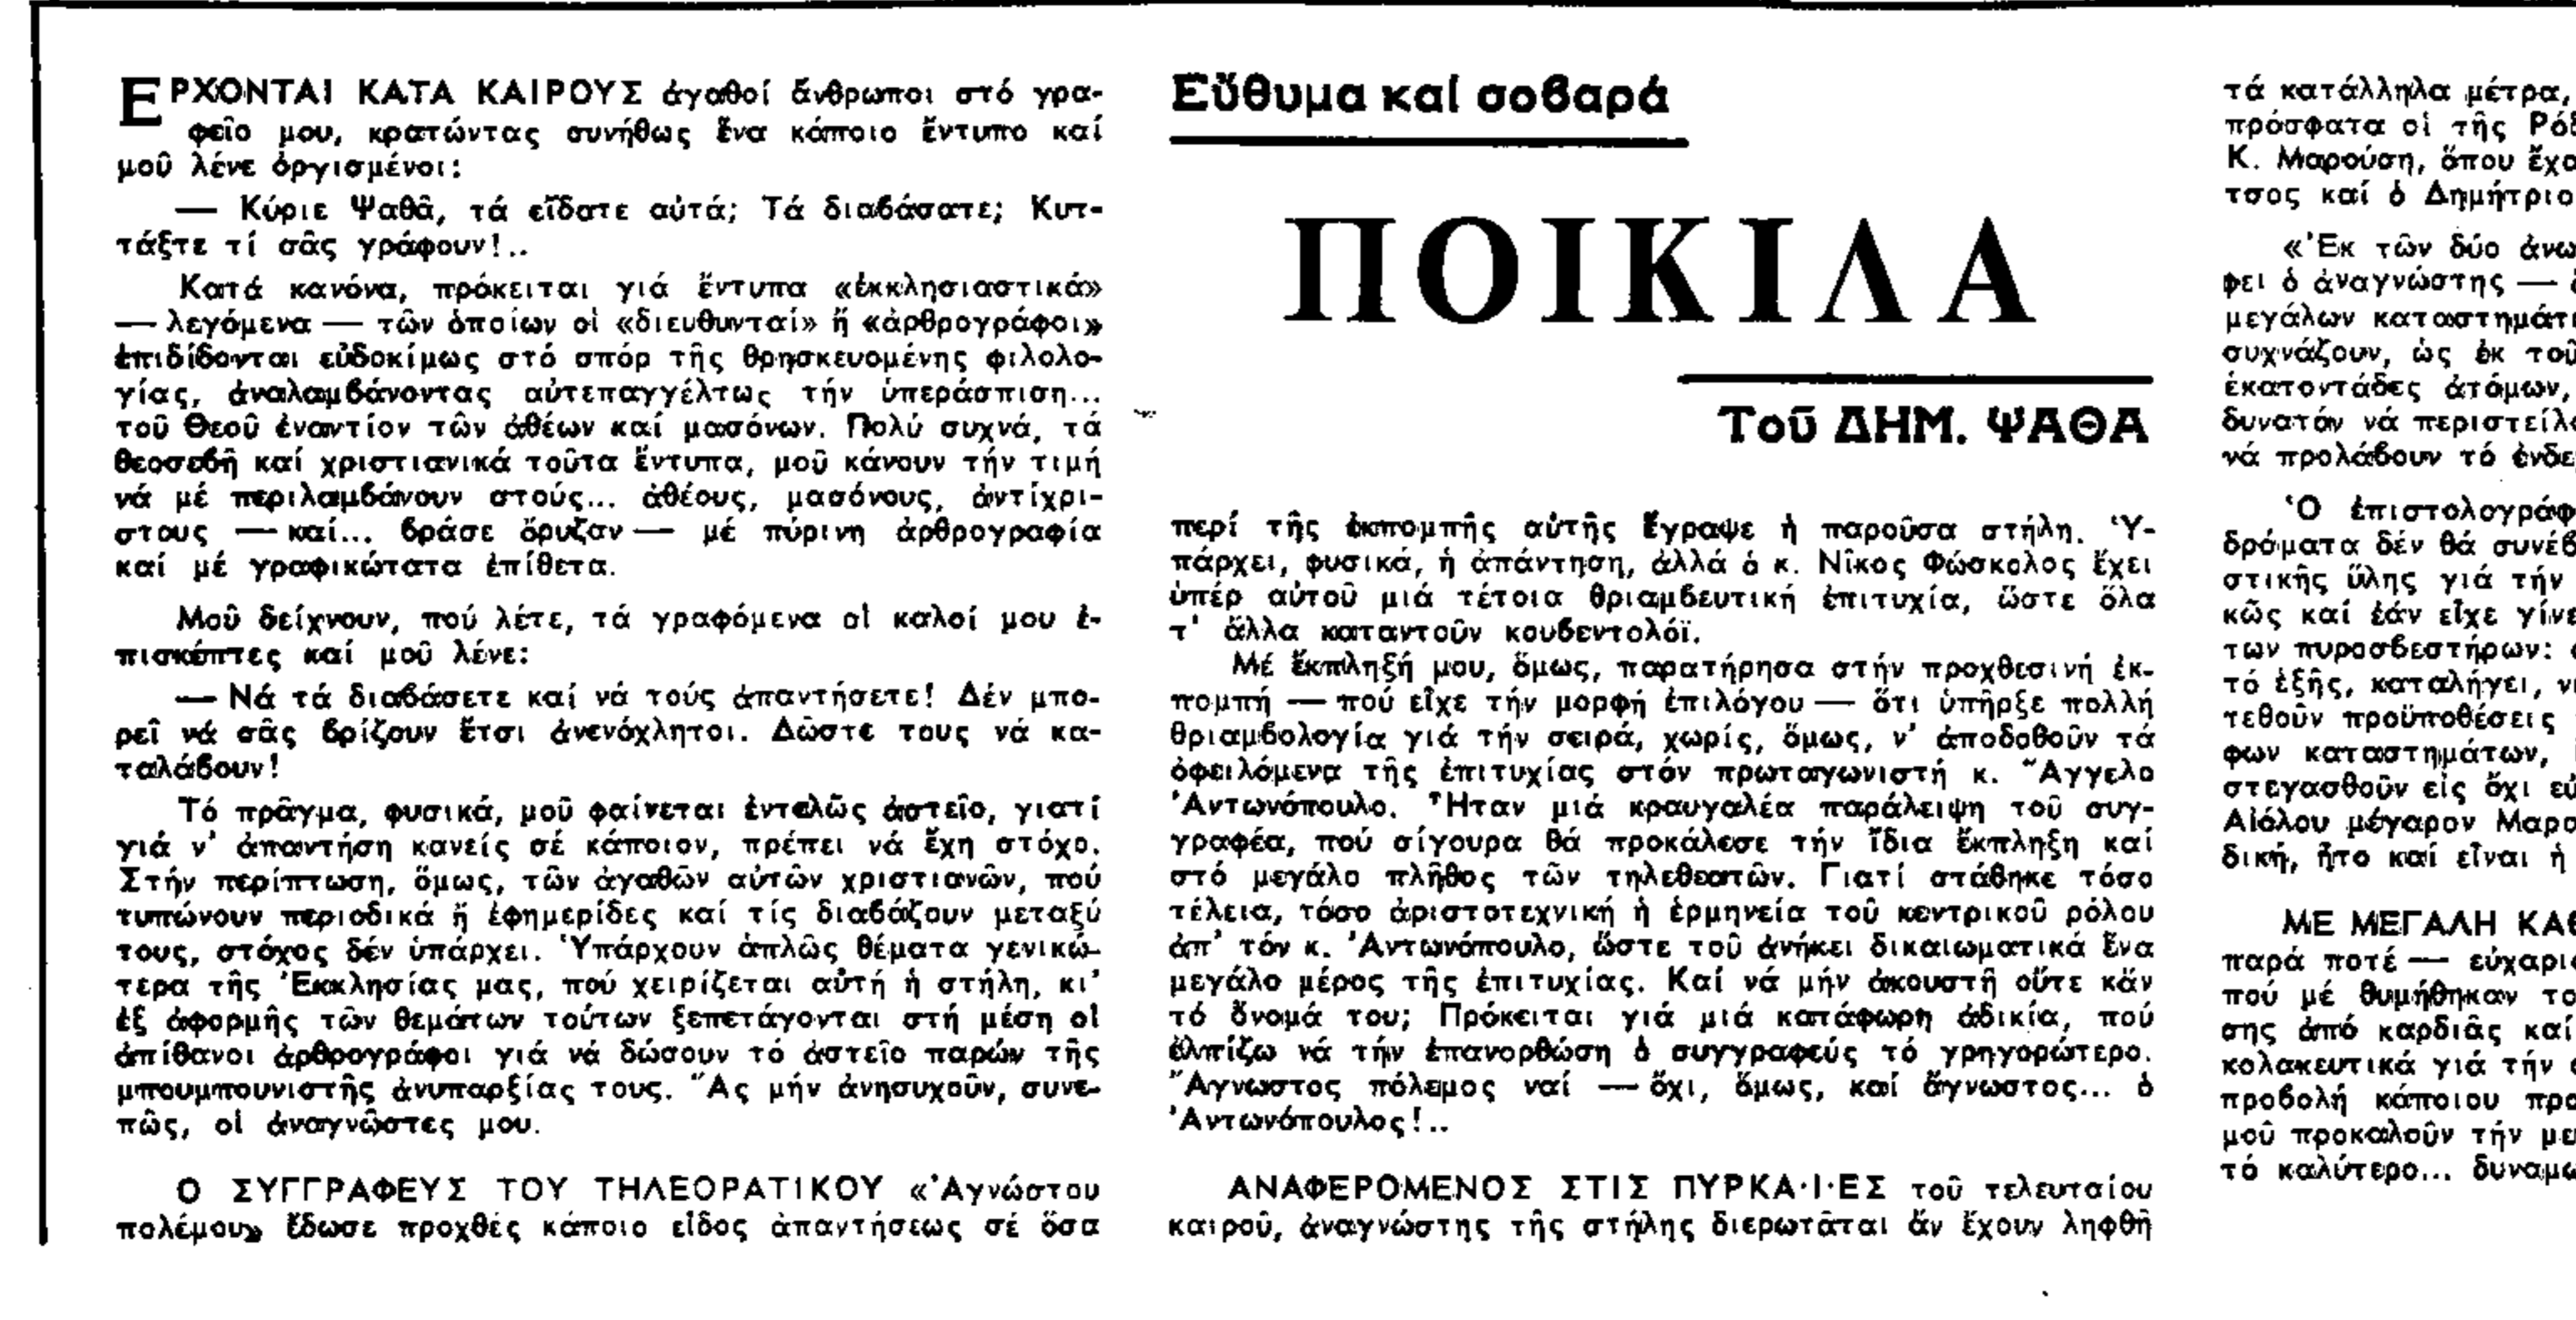 ΕΡΧΟΝΤΑΙ ΚΑΤΑ ΚΑΙΡΟΥΣ ἀγαθοί ἄνθρωποι στό γρα-
φεῖο μου, κρατώντας συνήθως ἕνα κάποιο ἔντυπο καί
μοῦ λένε ὀργισμένοι:
— Κύριε Ψαθᾶ, τά εἴδατε αὐτά; Τά διαβάσατε; Κυτ-
τάξτε τί σᾶς γράφουν!..
Κατά κανόνα, πρόκειται γιά ἔντυπα «ἐκκλησιαστικά»
— λεγόμενα — τῶν ὁποίων οἱ «διευθυνταί» ἤ «ἀρθρογράφοι»
ἐπιδίδονται εὐδοκίμως στό σπόρ τῆς θρησκευομένης φιλολο-
γίας, ἀναλαμβάνοντας αὐτεπαγγέλτως τήν ὑπεράσπιση...
τοῦ Θεοῦ ἐναντίον τῶν ἀθέων καί μασόνων. Πολύ συχνά, τά
θεοσεβῆ καί χριστιανικά τοῦτα ἔντυπα, μοῦ κάνουν τήν τιμή
νά μέ περιλαμβάνουν στούς... ἀθέους, μασόνους, ἀντίχρι-
στους — καί... βράσε ὄρυζαν — μέ πύρινη ἀρθρογραφία
καί μέ γραφικώτατα ἐπίθετα.
Μοῦ δείχνουν, πού λέτε, τά γραφόμενα οἱ καλοί μου ἐ-
πισκέπτες καί μοῦ λένε:
— Νά τά διαβάσετε καί νά τούς ἀπαντήσετε! Δέν μπο-
ρεῖ νά σᾶς βρίζουν ἔτσι ἀνενόχλητοι. Δῶστε τους νά κα-
ταλάβουν!
Τό πρᾶγμα, φυσικά, μοῦ φαίνεται ἐντελῶς ἀστεῖο, γιατί
γιά ν' ἀπαντήση κανείς σέ κάποιον, πρέπει νά ἔχη στόχο.
Στήν περίπτωση, ὅμως, τῶν ἀγαθῶν αὐτῶν χριστιανῶν, πού
τυπώνουν περιοδικά ἤ ἐφημερίδες καί τίς διαβάζουν μεταξύ
τους, στόχος δέν ὑπάρχει. Ὑπάρχουν ἁπλῶς θέματα γενικώ-
τερα τῆς Ἐκκλησίας μας, πού χειρίζεται αὐτή ἡ στήλη, κι'
ἐξ ἀφορμῆς τῶν θεμάτων τούτων ξεπετάγονται στή μέση οἱ
ἀπίθανοι ἀρθρογράφοι γιά νά δώσουν τό ἀστεῖο παρών τῆς
μπουμπουνιστῆς ἀνυπαρξίας τους. Ἄς μήν ἀνησυχοῦν, συνε-
πῶς, οἱ ἀναγνῶστες μου.
Ο ΣΥΓΓΡΑΦΕΥΣ ΤΟΥ ΤΗΛΕΟΡΑΤΙΚΟΥ «Ἀγνώστου
πολέμου» ἔδωσε προχθές κάποιο εἶδος ἀπαντήσεως σέ ὅσα
Εὔθυμα καί σοβαρά
ΠΟΙΚΙΛΑ
Τοῦ ΔΗΜ. ΨΑΘΑ
περί τῆς ἐκπομπῆς αὐτῆς ἔγραψε ἡ παροῦσα στήλη. Ὑ-
πάρχει, φυσικά, ἡ ἀπάντηση, ἀλλά ὁ κ. Νῖκος Φώσκολος ἔχει
ὑπέρ αὐτοῦ μιά τέτοια θριαμβευτική ἐπιτυχία, ὥστε ὅλα
τ' ἄλλα καταντοῦν κουβεντολόϊ.
Μέ ἔκπληξή μου, ὅμως, παρατήρησα στήν προχθεσινή ἐκ-
πομπή — πού εἶχε τήν μορφή ἐπιλόγου — ὅτι ὑπῆρξε πολλή
θριαμβολογία γιά τήν σειρά, χωρίς, ὅμως, ν' ἀποδοθοῦν τά
ὀφειλόμενα τῆς ἐπιτυχίας στόν πρωταγωνιστή κ. Ἄγγελο
Ἀντωνόπουλο. Ἦταν μιά κραυγαλέα παράλειψη τοῦ συγ-
γραφέα, πού σίγουρα θά προκάλεσε τήν ἴδια ἔκπληξη καί
στό μεγάλο πλῆθος τῶν τηλεθεατῶν. Γιατί στάθηκε τόσο
τέλεια, τόσο ἀριστοτεχνική ἡ ἑρμηνεία τοῦ κεντρικοῦ ρόλου
ἀπ' τόν κ. Ἀντωνόπουλο, ὥστε τοῦ ἀνήκει δικαιωματικά ἕνα
μεγάλο μέρος τῆς ἐπιτυχίας. Καί νά μήν ἀκουστῆ οὔτε κἄν
τό ὄνομά του; Πρόκειται γιά μιά κατάφωρη ἀδικία, πού
ἐλπίζω νά τήν ἐπανορθώση ὁ συγγραφεύς τό γρηγορώτερο.
Ἄγνωστος πόλεμος ναί — ὄχι, ὅμως, καί ἄγνωστος... ὁ
Ἀντωνόπουλος!..
ΑΝΑΦΕΡΟΜΕΝΟΣ ΣΤΙΣ ΠΥΡΚΑ·Ι·ΕΣ τοῦ τελευταίου
καιροῦ, ἀναγνώστης τῆς στήλης διερωτᾶται ἄν ἔχουν ληφθῆ
τά κατάλληλα μέτρα,
πρόσφατα οἱ τῆς
Κ. Μαρούση, ὅπου
τσος καί ὁ
«Ἐκ τῶν δύο
φει ὁ ἀναγνώστης —
μεγάλων
συχνάζουν, ὡς ἐκ
ἑκατοντάδες ἀτόμων,
δυνατόν νά
νά προλάβουν τό
Ὁ
δρόματα δέν θά
στικῆς ὕλης γιά τήν
κῶς καί ἐάν εἶχε
των πυροσβεστήρων:
τό ἑξῆς, καταλήγει,
τεθοῦν προϋποθέσεις
φων καταστημάτων,
στεγασθοῦν εἰς ὄχι
Αἰόλου μέγαρον
δική, ἦτο καί εἶναι ἡ
ΜΕ ΜΕΓΑΛΗ
παρά ποτέ —
πού μέ θυμήθηκαν
σης ἀπό καρδιᾶς καί
κολακευτικά γιά τήν
προβολή κάποιου
μοῦ προκαλοῦν τήν
τό καλύτερο...